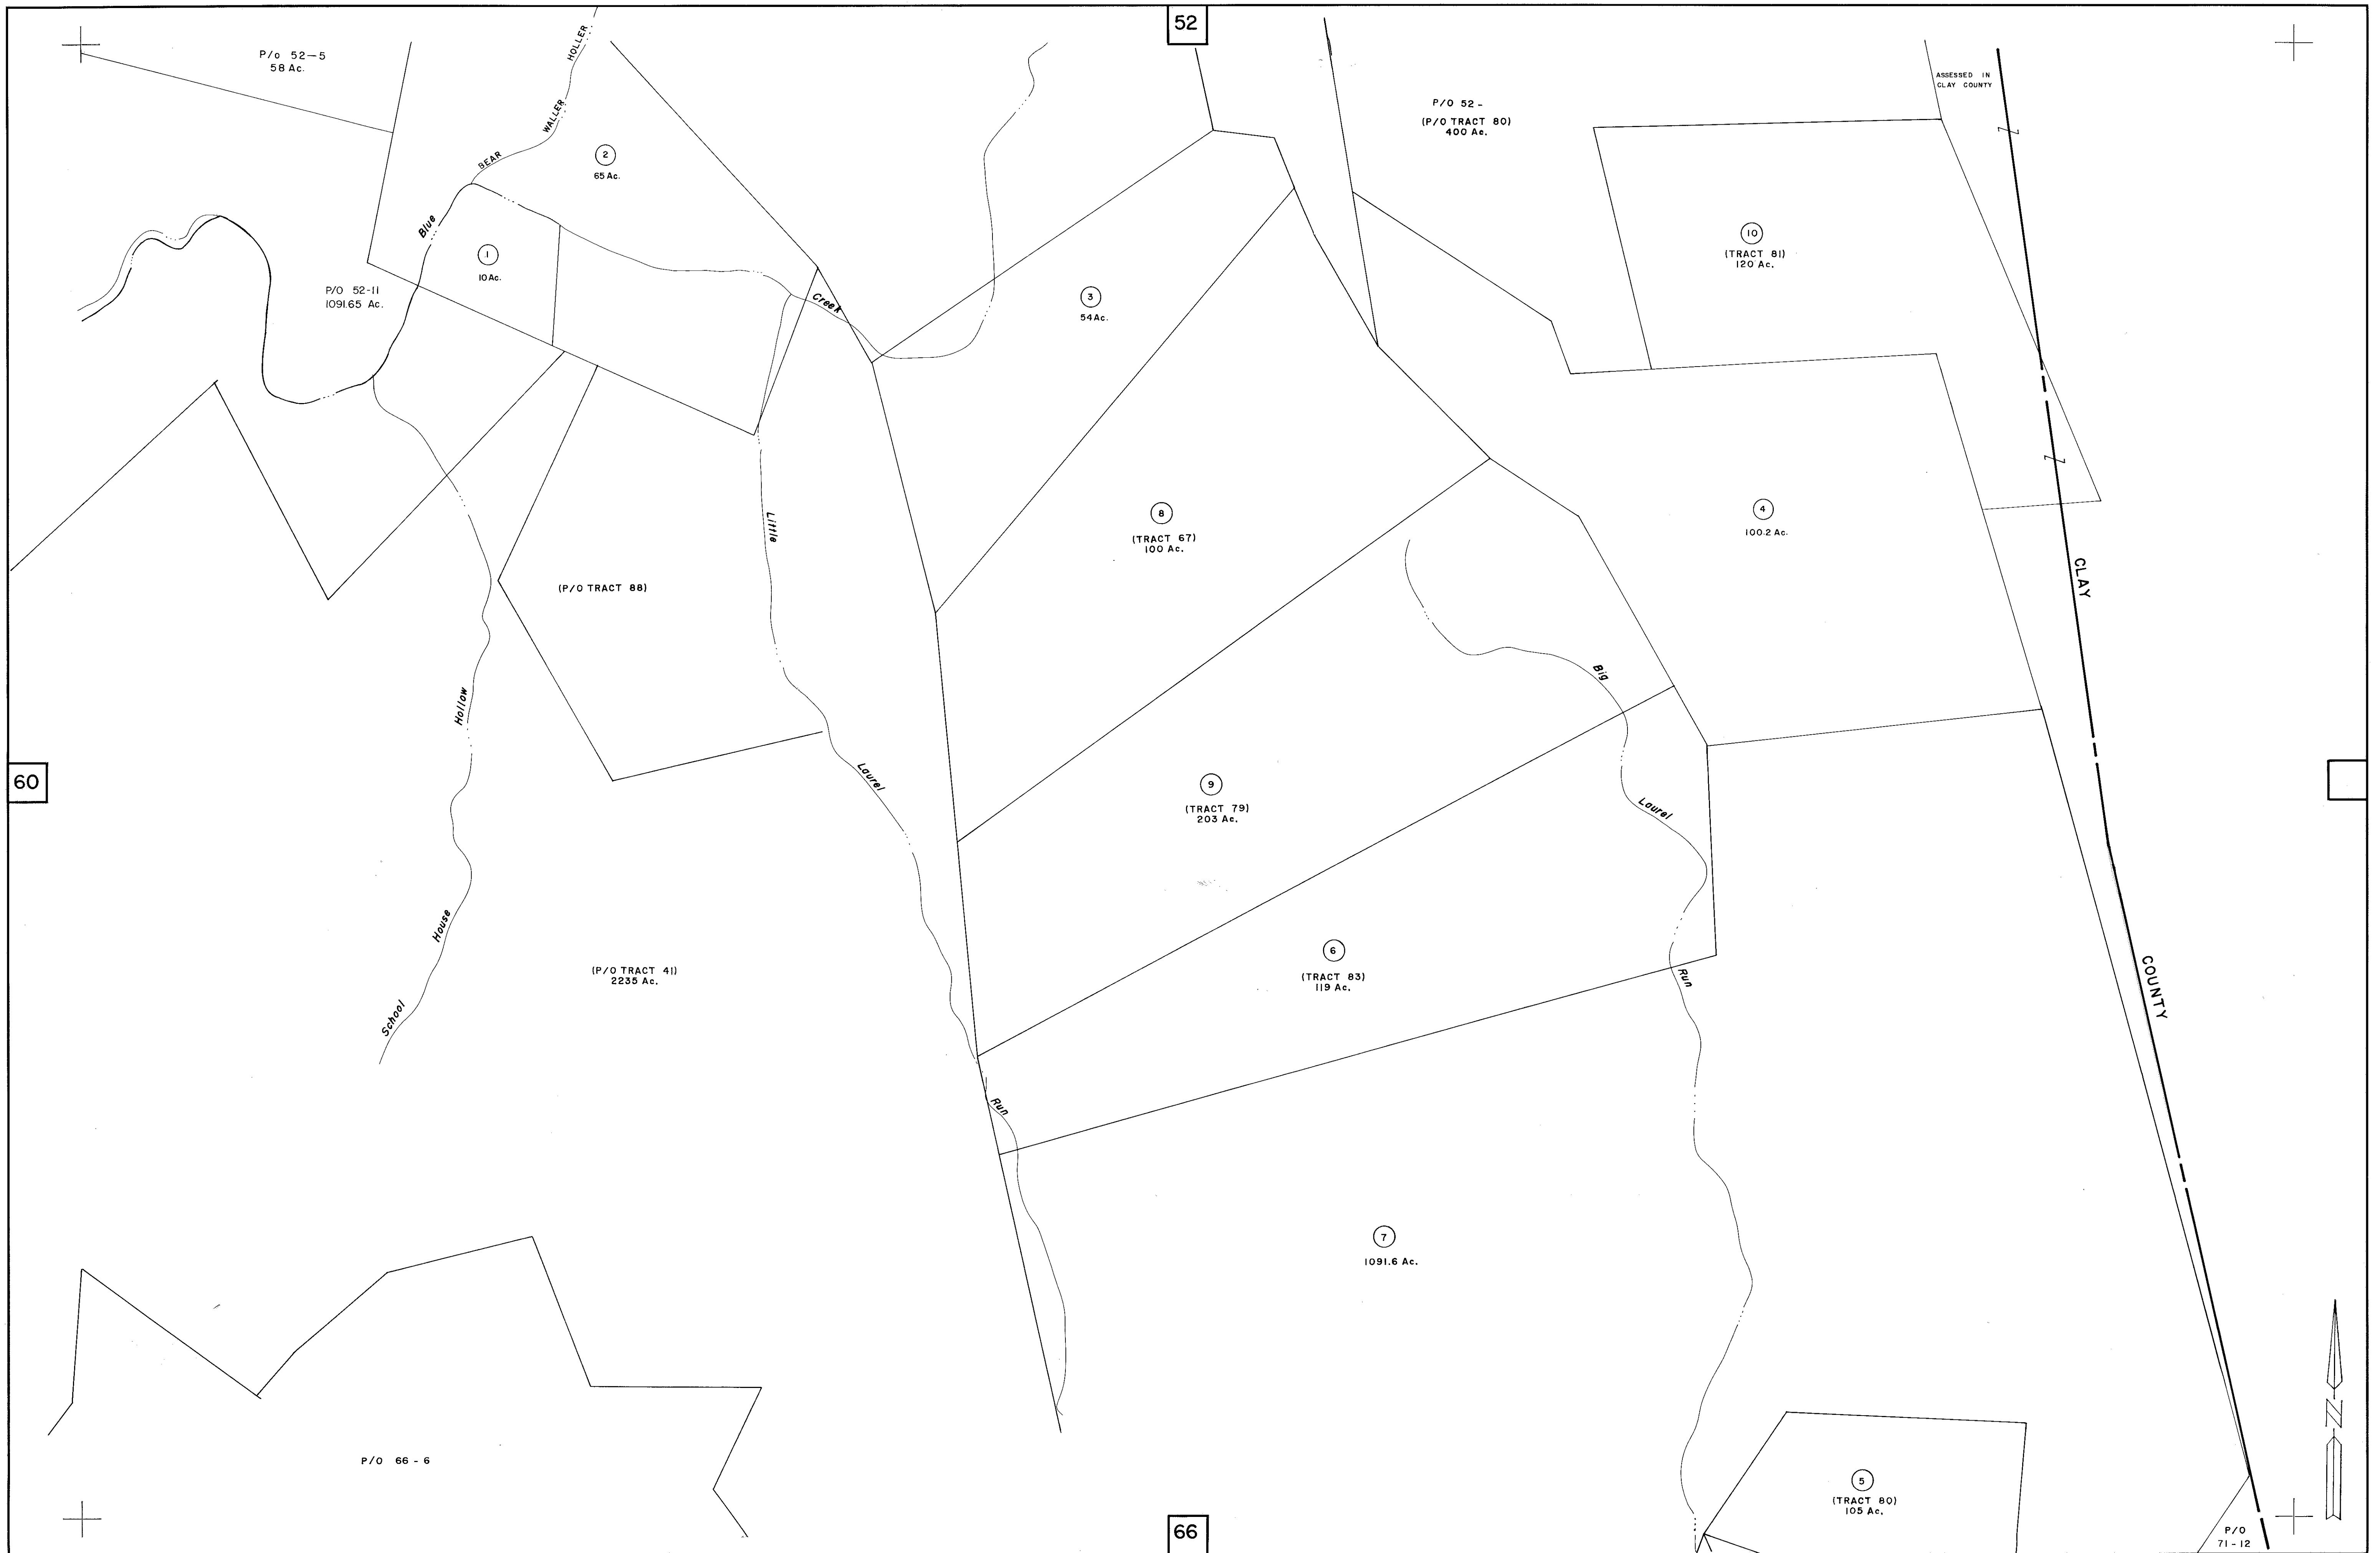 52
P/o 52-5
58 Ac.
HOLLER
WALLER
BEAR
ASSESSED IN
CLAY COUNTY
P/O 52-
(P/O TRACT 80)
400 Ac.
2
65 Ac.
Blue
1
10 Ac.
P/O 52-11
1091.65 Ac.
Creek
3
54 Ac.
10
(TRACT 81)
120 Ac.
8
(TRACT 67)
100 Ac.
4
100.2 Ac.
Little
CLAY
(P/O TRACT 88)
Big
Hollow
60
Laurel
9
(TRACT 79)
203 Ac.
Laurel
House
6
(TRACT 83)
119 Ac.
Run
COUNTY
(P/O TRACT 41)
2235 Ac.
School
Run
7
1091.6 Ac.
N
P/O 66-6
5
(TRACT 80)
105 Ac.
66
P/O
71-12